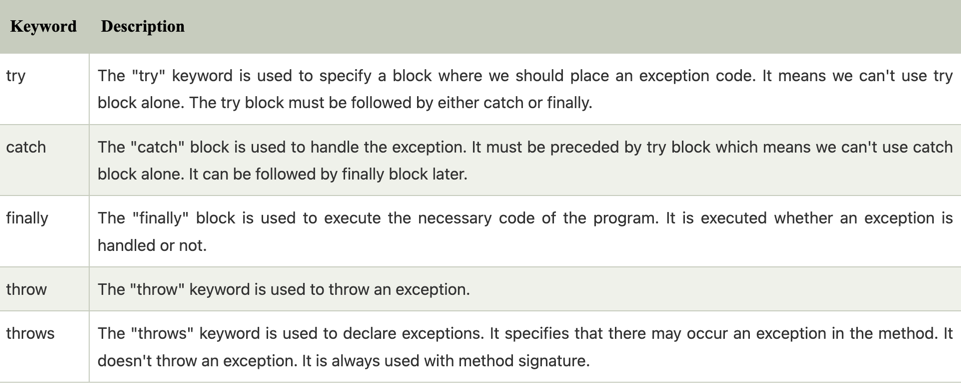 Keyword Description
try The "try" keyword is used to specify a block where we should place an exception code. It means we can't use try
block alone. The try block must be followed by either catch or finally.
catch The "catch" block is used to handle the exception. It must be preceded by try block which means we can't use catch
block alone. It can be followed by finally block later.
finally The "finally" block is used to execute the necessary code of the program. It is executed whether an exception is
handled or not.
throw The "throw" keyword is used to throw an exception.
throws The "throws" keyword is used to declare exceptions. It specifies that there may occur an exception in the method. It
doesn't throw an exception. It is always used with method signature.